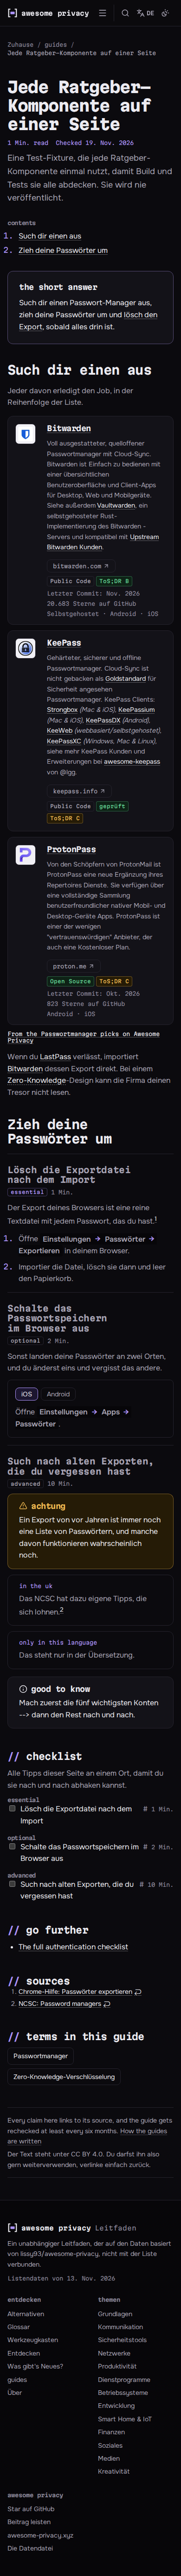 [••] awesome privacy
DE
Zuhause / guides /
Jede Ratgeber-Komponente auf einer Seite
Jede Ratgeber-
Komponente auf
einer Seite
1 Min. read Checked 19. Nov. 2026
Eine Test-Fixture, die jede Ratgeber-
Komponente einmal nutzt, damit Build und
Tests sie alle abdecken. Sie wird nie
veröffentlicht.
contents
1. Such dir einen aus
2. Zieh deine Passwörter um
the short answer
Such dir einen Passwort-Manager aus,
zieh deine Passwörter um und lösch den
Export, sobald alles drin ist.
Such dir einen aus
Jeder davon erledigt den Job, in der
Reihenfolge der Liste.
Bitwarden
Voll ausgestatteter, quelloffener
Passwortmanager mit Cloud-Sync.
Bitwarden ist Einfach zu bedienen mit
einer übersichtlichen
Benutzeroberfläche und Client-Apps
für Desktop, Web und Mobilgeräte.
Siehe außerdem Vaultwarden, ein
selbstgehosteter Rust-
Implementierung des Bitwarden -
Servers und kompatibel mit Upstream
Bitwarden Kunden.
bitwarden.com ↗
Public Code ToS;DR B
Letzter Commit: Nov. 2026
20.683 Sterne auf GitHub
Selbstgehostet · Android · iOS
KeePass
Gehärteter, sicherer und offline
Passwortmanager. Cloud-Sync ist
nicht gebacken als Goldstandard für
Sicherheit angesehen
Passwortmanager. KeePass Clients:
Strongbox (Mac & iOS), KeePassium
(Mac & iOS), KeePassDX (Android),
KeeWeb (webbasiert/selbstgehostet),
KeePassXC (Windows, Mac & Linux),
siehe mehr KeePass Kunden und
Erweiterungen bei awesome-keepass
von @lgg.
keepass.info ↗
Public Code geprüft
ToS;DR C
ProtonPass
Von den Schöpfern von ProtonMail ist
ProtonPass eine neue Ergänzung ihres
Repertoires Dienste. Sie verfügen über
eine vollständige Sammlung
benutzerfreundlicher nativer Mobil- und
Desktop-Geräte Apps. ProtonPass ist
einer der wenigen
"vertrauenswürdigen" Anbieter, der
auch eine Kostenlose Plan.
proton.me ↗
Open Source ToS;DR C
Letzter Commit: Okt. 2026
823 Sterne auf GitHub
Android · iOS
From the Passwortmanager picks on Awesome
Privacy
Wenn du LastPass verlässt, importiert
Bitwarden dessen Export direkt. Bei einem
Zero-Knowledge-Design kann die Firma deinen
Tresor nicht lesen.
Zieh deine
Passwörter um
Lösch die Exportdatei
nach dem Import
essential 1 Min.
Der Export deines Browsers ist eine
Textdatei mit jedem Passwort, das du hast.1
1. Öffne Einstellungen → Passwörter →
Exportieren in deinem Browser.
2. Importier die Datei, lösch sie dann und leer
den Papierkorb.
Schalte das
Passwortspeichern
im Browser aus
optional 2 Min.
Sonst landen deine Passwörter an zwei Orten,
und du änderst eins und vergisst das andere.
iOS Android
Öffne Einstellungen → Apps →
Passwörter .
Such nach alten Exporten,
die du vergessen hast
advanced 10 Min.
achtung
Ein Export von vor Jahren ist immer noch
eine Liste von Passwörtern, und manche
davon funktionieren wahrscheinlich
noch.
in the uk
Das NCSC hat dazu eigene Tipps, die
sich lohnen.2
only in this language
Das steht nur in der Übersetzung.
good to know
Mach zuerst die fünf wichtigsten Konten
--> dann den Rest nach und nach.
// checklist
Alle Tipps dieser Seite an einem Ort, damit du
sie nach und nach abhaken kannst.
essential
Lösch die Exportdatei nach dem Import # 1 Min.
optional
Schalte das Passwortspeichern im Browser aus # 2 Min.
advanced
Such nach alten Exporten, die du vergessen hast # 10 Min.
// go further
• The full authentication checklist
// sources
1. Chrome-Hilfe: Passwörter exportieren
2. NCSC: Password managers
// terms in this guide
Passwortmanager
Zero-Knowledge-Verschlüsselung
Every claim here links to its source, and the guide gets
rechecked at least every six months. How the guides
are written
Der Text steht unter CC BY 4.0. Du darfst ihn also
gern weiterverwenden, verlinke einfach zurück.
[••] awesome privacy Leitfaden
Ein unabhängiger Leitfaden, der auf den Daten basiert
von lissy93/awesome-privacy, nicht mit der Liste
verbunden.
Listendaten von 13. Nov. 2026
entdecken
Alternativen
Glossar
Werkzeugkasten
Entdecken
Was gibt's Neues?
guides
Über
themen
Grundlagen
Kommunikation
Sicherheitstools
Netzwerke
Produktivität
Dienstprogramme
Betriebssysteme
Entwicklung
Smart Home & IoT
Finanzen
Soziales
Medien
Kreativität
awesome privacy
Star auf GitHub
Beitrag leisten
awesome-privacy.xyz
Die Datendatei